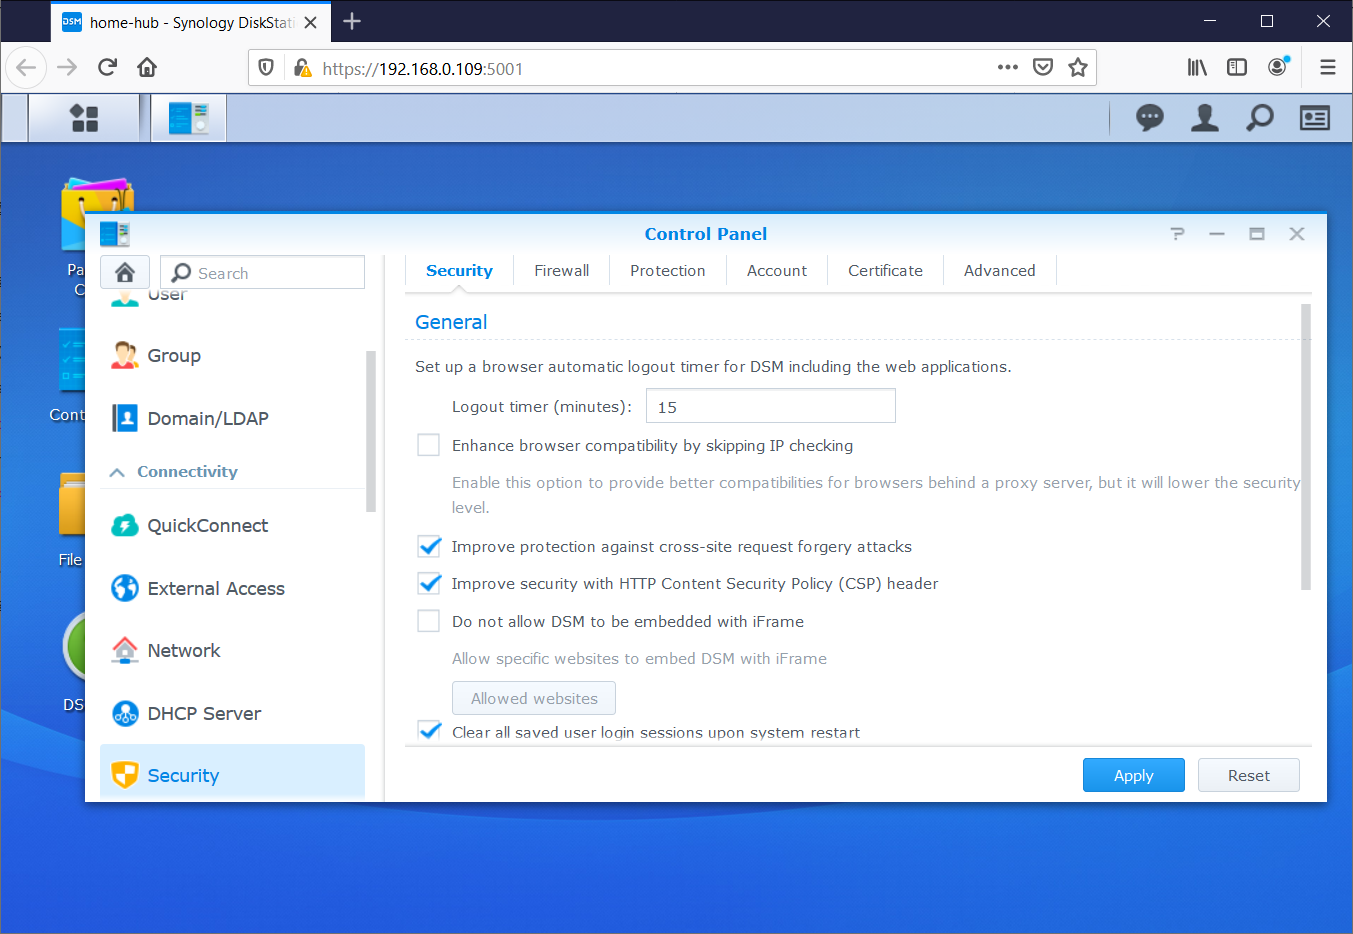 DSM home-hub - Synology DiskStati
https://192.168.0.109:5001
Pa
C
Cont
File
DS
Control Panel
Search
User
Group
Domain/LDAP
Connectivity
QuickConnect
External Access
Network
DHCP Server
Security
Security Firewall Protection Account Certificate Advanced
General
Set up a browser automatic logout timer for DSM including the web applications.
Logout timer (minutes): 15
Enhance browser compatibility by skipping IP checking
Enable this option to provide better compatibilities for browsers behind a proxy server, but it will lower the security
level.
Improve protection against cross-site request forgery attacks
Improve security with HTTP Content Security Policy (CSP) header
Do not allow DSM to be embedded with iFrame
Allow specific websites to embed DSM with iFrame
Allowed websites
Clear all saved user login sessions upon system restart
Apply Reset